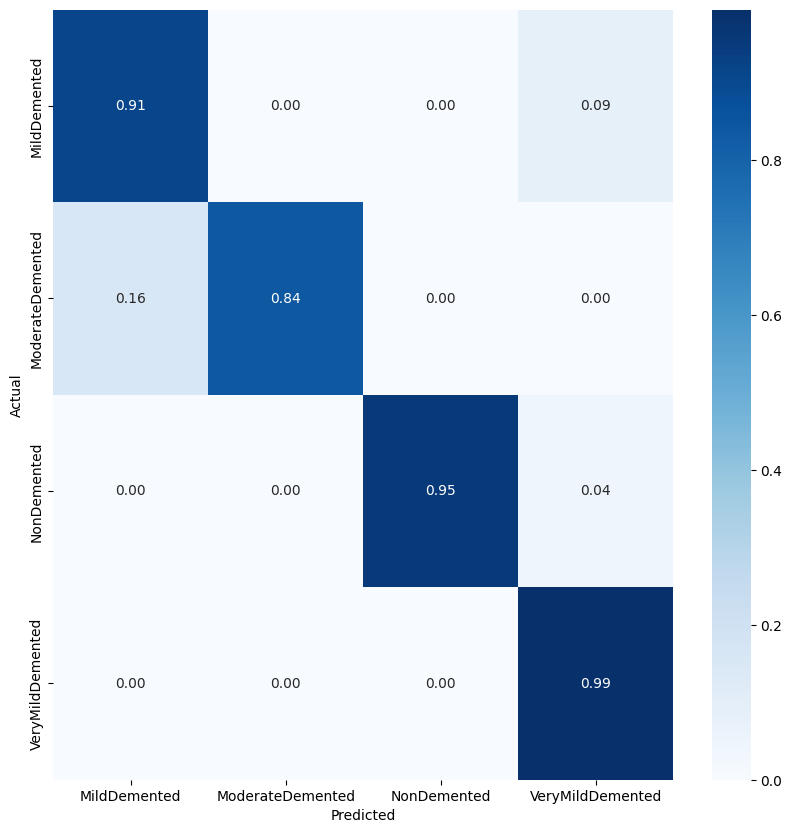 MildDemented
0.91 0.00 0.00 0.09
0.8
ModerateDemented
0.16 0.84 0.00 0.00
0.6
Actual
0.4
NonDemented
0.00 0.00 0.95 0.04
0.2
VeryMildDemented
0.00 0.00 0.00 0.99
0.0
MildDemented ModerateDemented NonDemented VeryMildDemented
Predicted